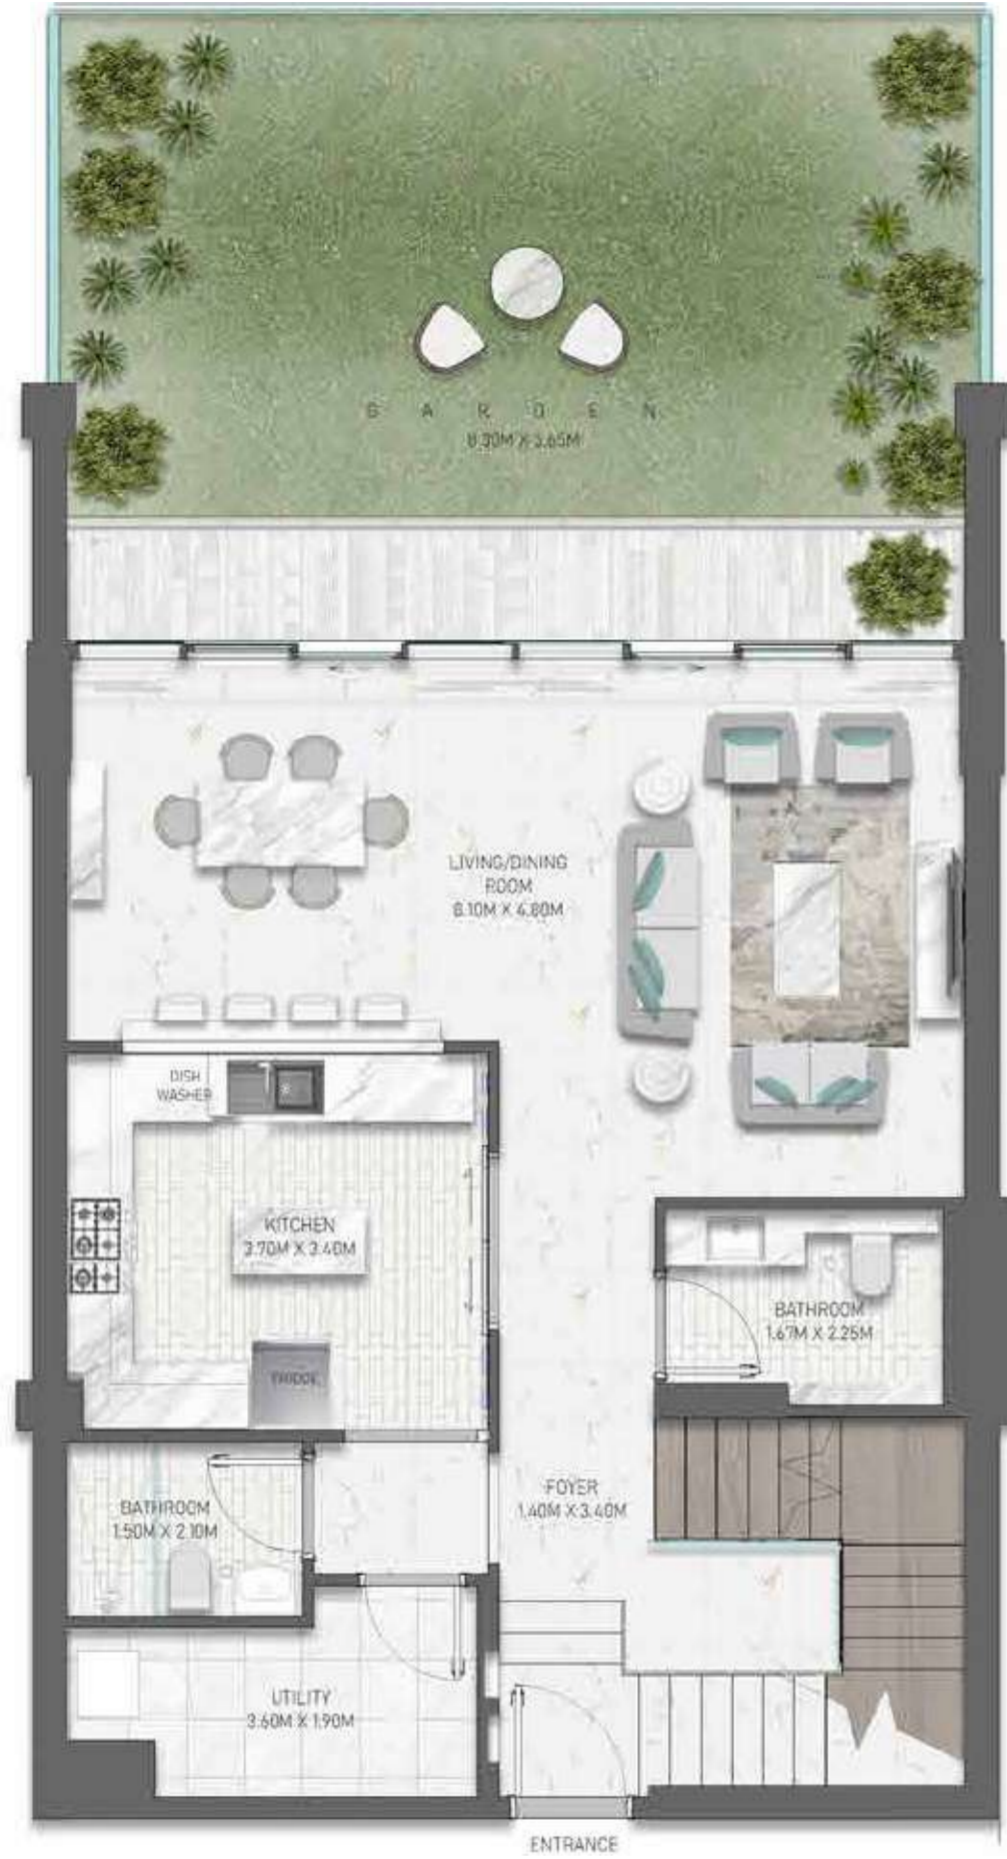 GARDEN
8.30M X 3.65M
LIVING/DINING
ROOM
8.10M X 4.80M
DISH
WASHER
KITCHEN
3.70M X 3.40M
FRIDGE
BATHROOM
1.67M X 2.25M
BATHROOM
1.50M X 2.10M
FOYER
1.40M X 3.40M
UTILITY
3.60M X 1.90M
ENTRANCE